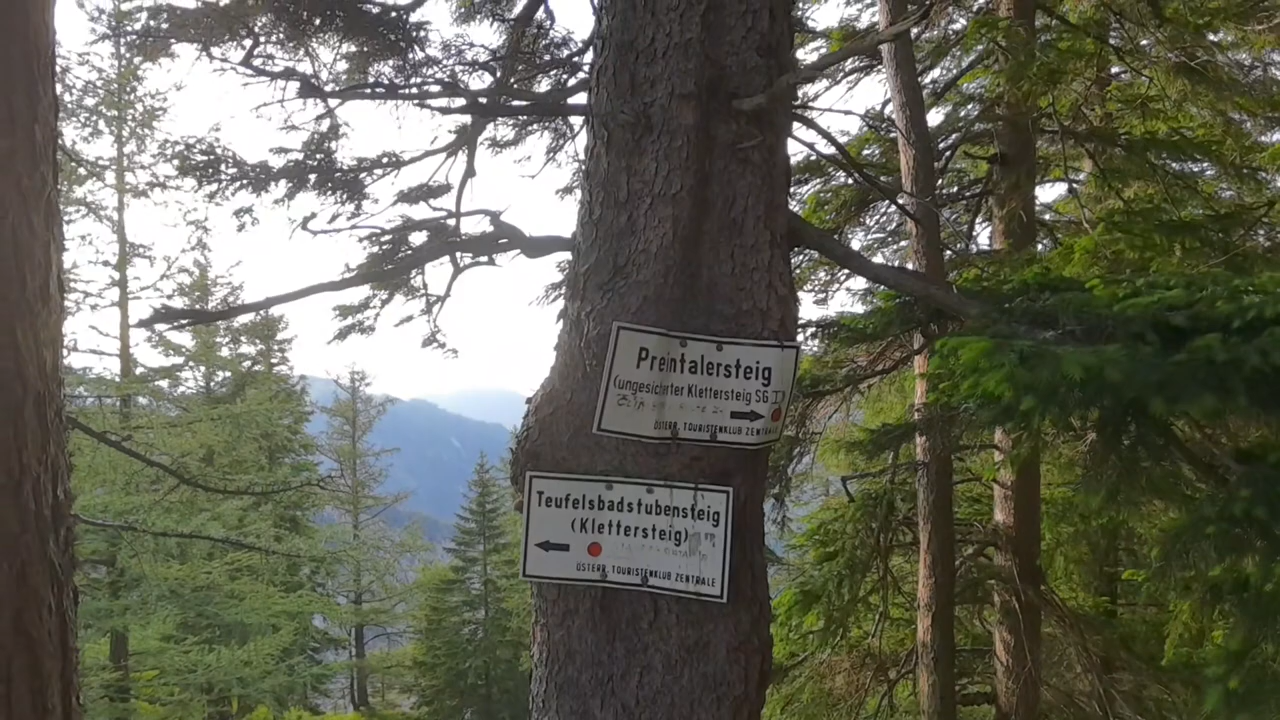 Preintalersteig
(ungesicherter Klettersteig SG I)
ÖSTERR. TOURISTENKLUB ZENTRALE
Teufelsbadstubensteig
(Klettersteig)
ÖSTERR. TOURISTENKLUB ZENTRALE